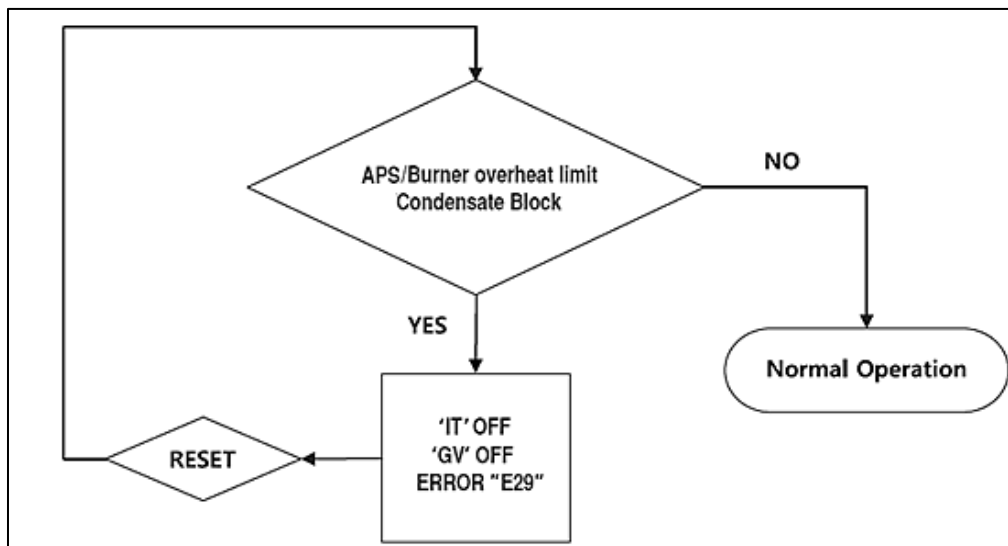 APS/Burner overheat limit
Condensate Block
NO
YES
Normal Operation
‘IT’ OFF
‘GV’ OFF
ERROR “E29”
RESET